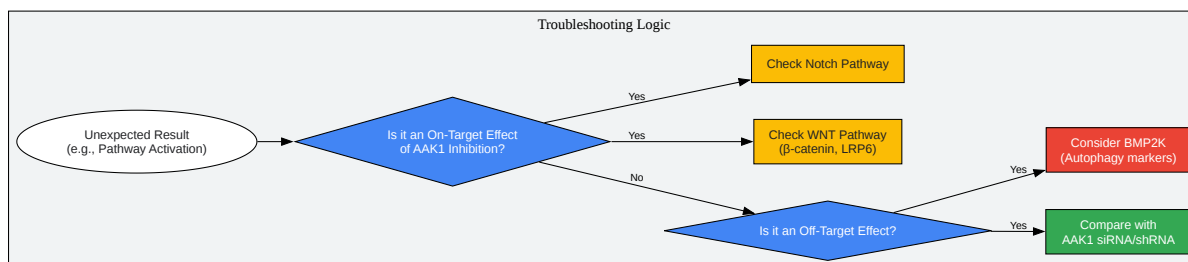 Troubleshooting Logic
Unexpected Result
(e.g., Pathway Activation)
Is it an On-Target Effect
of AAK1 Inhibition?
Yes
Check Notch Pathway
Yes
Check WNT Pathway
(β-catenin, LRP6)
No
Is it an Off-Target Effect?
Yes
Consider BMP2K
(Autophagy markers)
Yes
Compare with
AAK1 siRNA/shRNA